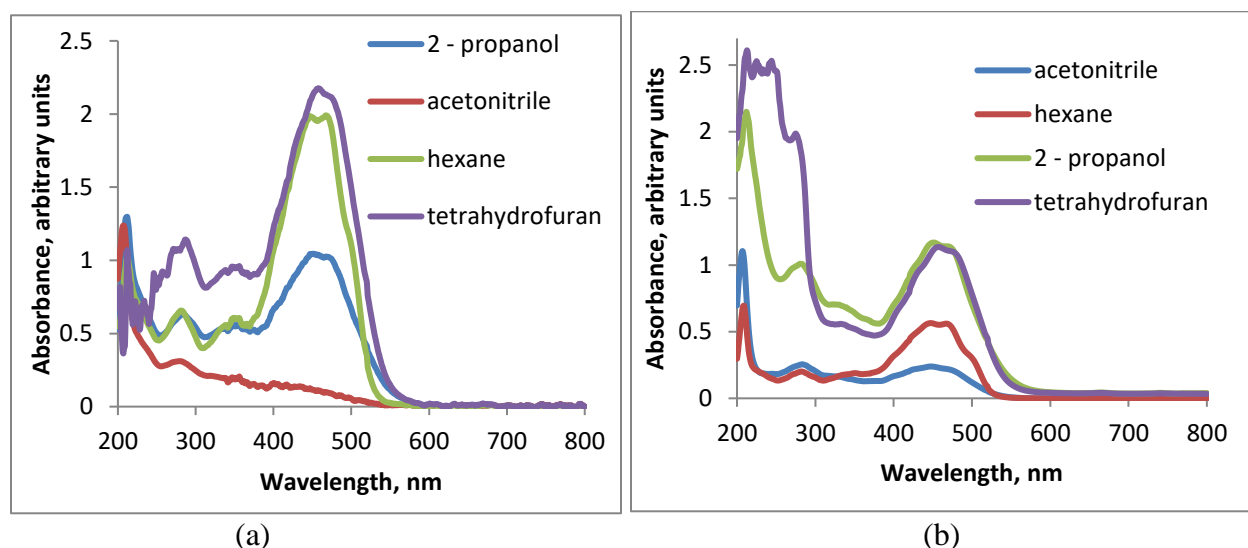 2.5
2
1.5
1
0.5
0
200 300 400 500 600 700 800
Absorbance, arbitrary units
Wavelength, nm
2 - propanol
acetonitrile
hexane
tetrahydrofuran
(a)
2.5
2
1.5
1
0.5
0
200 300 400 500 600 700 800
Absorbance, arbitrary units
Wavelength, nm
acetonitrile
hexane
2 - propanol
tetrahydrofuran
(b)